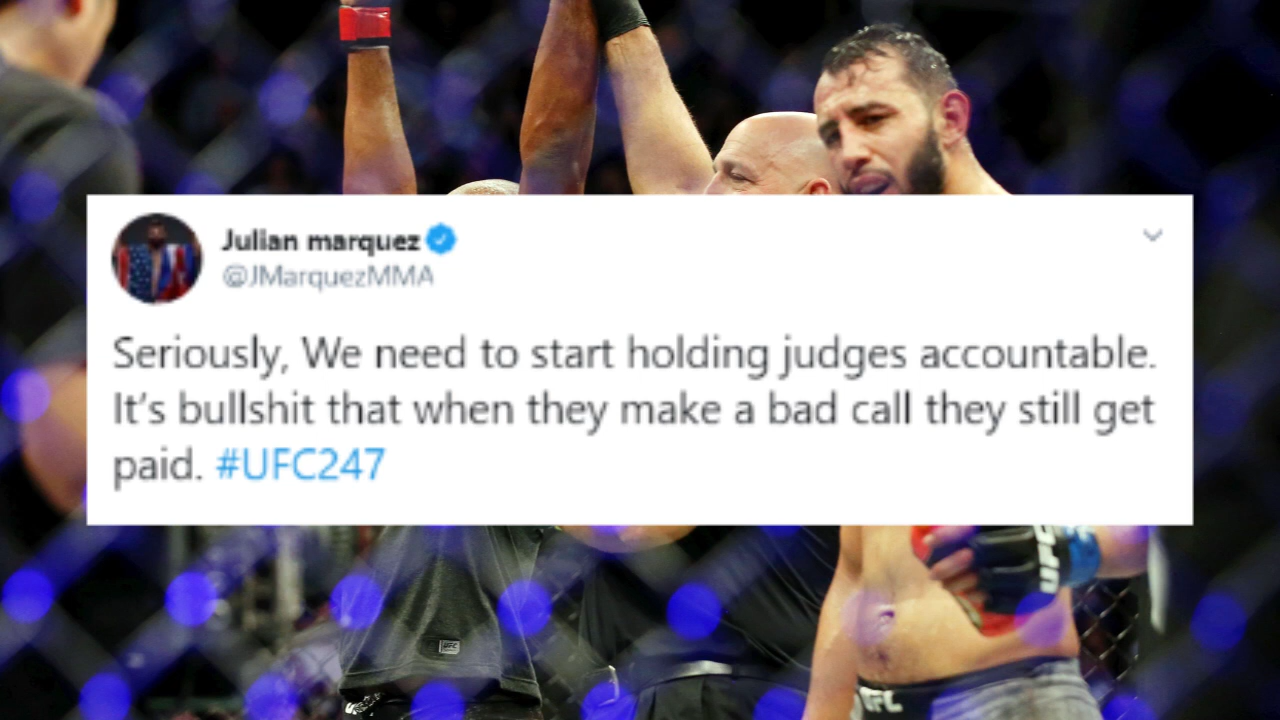 Julian marquez
@JMarquezMMA
Seriously, We need to start holding judges accountable.
It’s bullshit that when they make a bad call they still get
paid. #UFC247
UFC
UFC
UFC